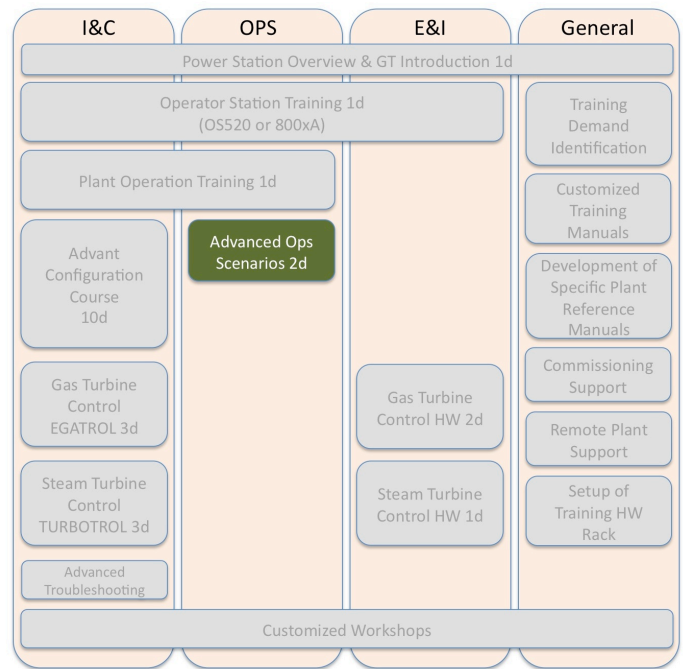 I&C
OPS
E&I
General
Power Station Overview & GT Introduction 1d
Operator Station Training 1d
(OS520 or 800xA)
Training
Demand
Identification
Plant Operation Training 1d
Customized
Training
Manuals
Advant
Configuration
Course
10d
Advanced Ops
Scenarios 2d
Development of
Specific Plant
Reference
Manuals
Commissioning
Support
Gas Turbine
Control
EGATROL 3d
Gas Turbine
Control HW 2d
Remote Plant
Support
Steam Turbine
Control
TURBOTROL 3d
Steam Turbine
Control HW 1d
Setup of
Training HW
Rack
Advanced
Troubleshooting
Customized Workshops